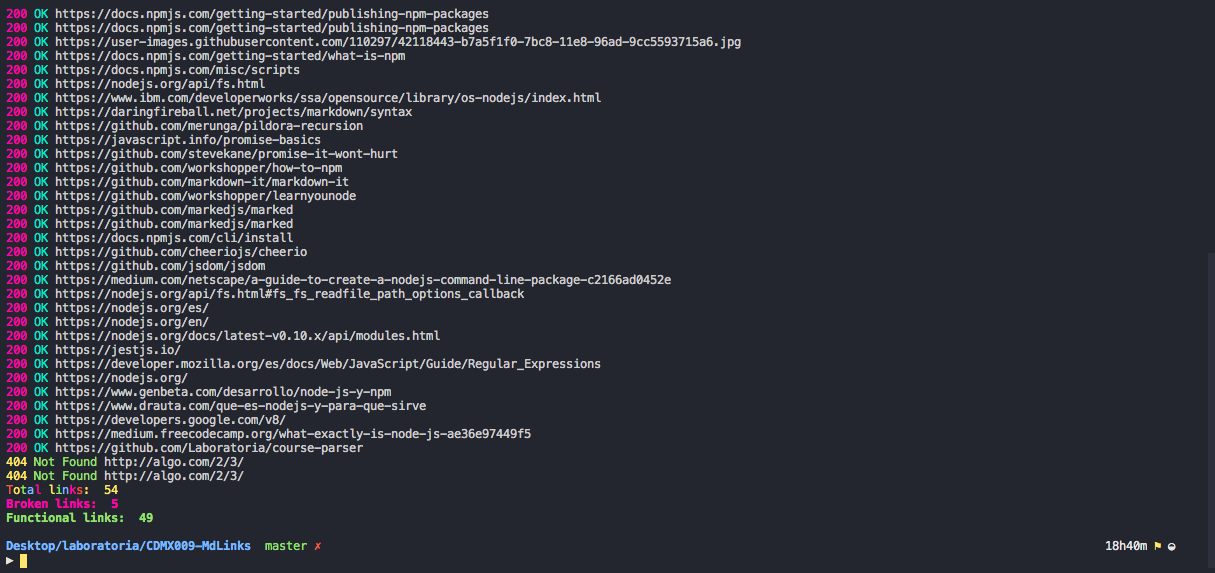 200 OK https://docs.npmjs.com/getting-started/publishing-npm-packages
200 OK https://docs.npmjs.com/getting-started/publishing-npm-packages
200 OK https://user-images.githubusercontent.com/110297/42118443-b7a5f1f0-7bc8-11e8-96ad-9cc5593715a6.jpg
200 OK https://docs.npmjs.com/getting-started/what-is-npm
200 OK https://docs.npmjs.com/misc/scripts
200 OK https://nodejs.org/api/fs.html
200 OK https://www.ibm.com/developerworks/ssa/opensource/library/os-nodejs/index.html
200 OK https://daringfireball.net/projects/markdown/syntax
200 OK https://github.com/merunga/pildora-recursion
200 OK https://javascript.info/promise-basics
200 OK https://github.com/stevekane/promise-it-wont-hurt
200 OK https://github.com/workshopper/how-to-npm
200 OK https://github.com/markdown-it/markdown-it
200 OK https://github.com/workshopper/learnyounode
200 OK https://github.com/markedjs/marked
200 OK https://github.com/markedjs/marked
200 OK https://docs.npmjs.com/cli/install
200 OK https://github.com/cheeriojs/cheerio
200 OK https://github.com/jsdom/jsdom
200 OK https://medium.com/netscape/a-guide-to-create-a-nodejs-command-line-package-c2166ad0452e
200 OK https://nodejs.org/api/fs.html#fs_fs_readfile_path_options_callback
200 OK https://nodejs.org/es/
200 OK https://nodejs.org/en/
200 OK https://nodejs.org/docs/latest-v0.10.x/api/modules.html
200 OK https://jestjs.io/
200 OK https://developer.mozilla.org/es/docs/Web/JavaScript/Guide/Regular_Expressions
200 OK https://nodejs.org/
200 OK https://www.genbeta.com/desarrollo/node-js-y-npm
200 OK https://www.drauta.com/que-es-nodejs-y-para-que-sirve
200 OK https://developers.google.com/v8/
200 OK https://medium.freecodecamp.org/what-exactly-is-node-js-ae36e97449f5
200 OK https://github.com/Laboratoria/course-parser
404 Not Found http://algo.com/2/3/
404 Not Found http://algo.com/2/3/
Total links: 54
Broken links: 5
Functional links: 49
Desktop/laboratoria/CDMX009-MdLinks master ✗ 18h40m